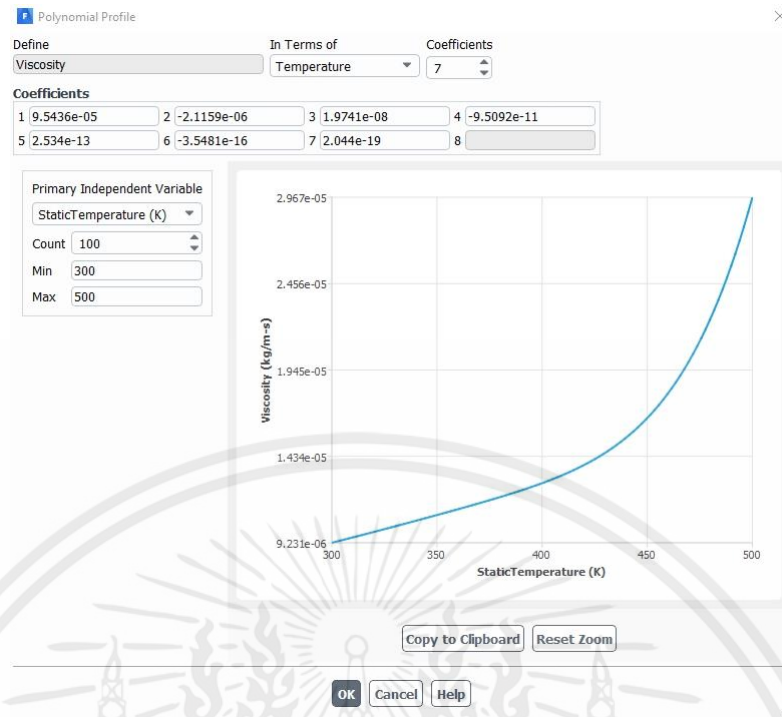 Polynomial Profile
Define In Terms of Coefficients
Viscosity Temperature 7
Coefficients
1 9.5436e-05 2 -2.1159e-06 3 1.9741e-08 4 -9.5092e-11
5 2.534e-13 6 -3.5481e-16 7 2.044e-19 8
Primary Independent Variable
StaticTemperature (K)
Count 100
Min 300
Max 500
Viscosity (kg/m-s)
2.967e-05
2.456e-05
1.945e-05
1.434e-05
9.231e-06
300 350 400 450 500
StaticTemperature (K)
Copy to Clipboard Reset Zoom
OK Cancel Help